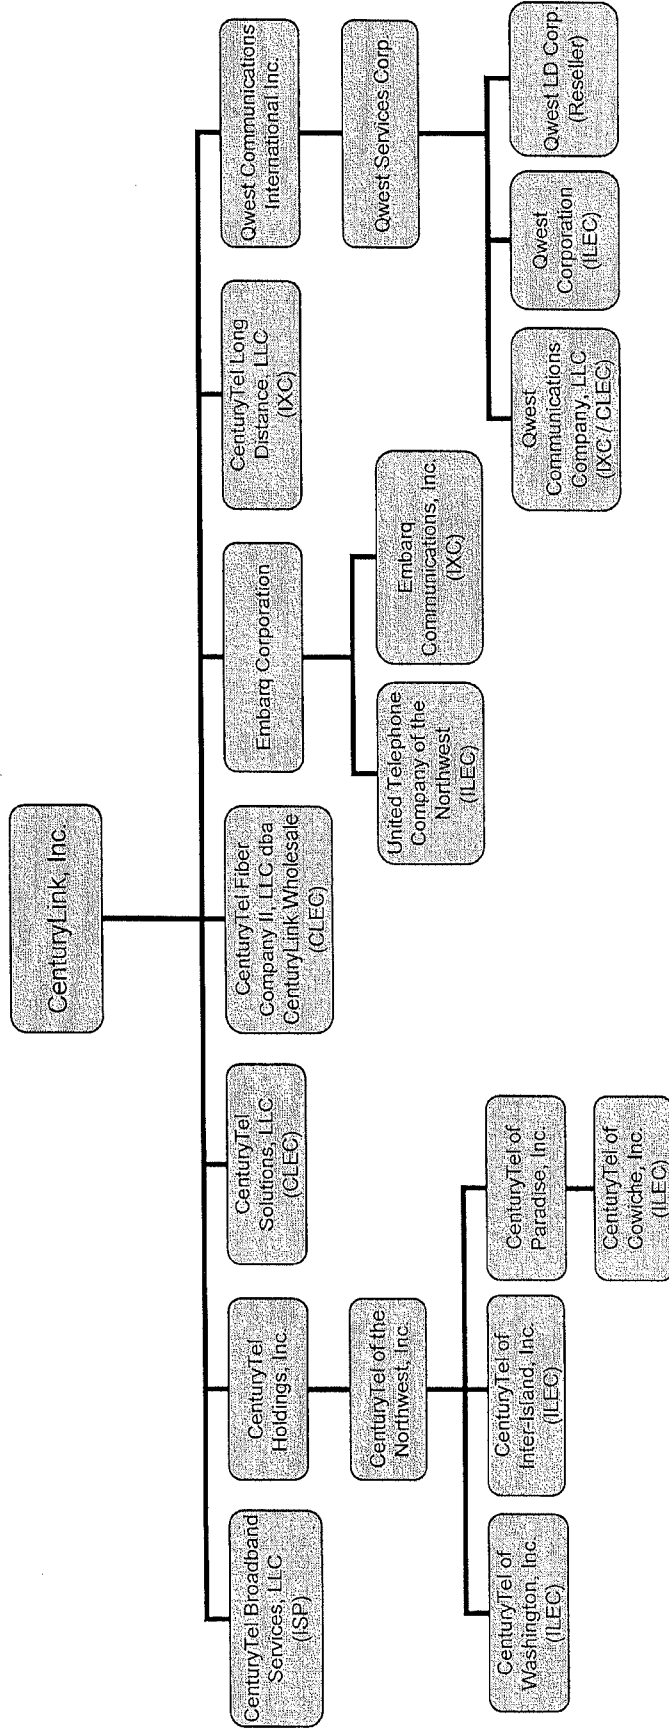 CenturyLink, Inc.
CenturyTel Broadband
Services, LLC
(ISP)
CenturyTel
Holdings, Inc.
CenturyTel
Solutions, LLC
(CLEC)
CenturyTel Fiber
Company II, LLC dba
CenturyLink Wholesale
(CLEC)
Embarq Corporation
CenturyTel Long
Distance, LLC
(IXC)
Qwest Communications
International Inc.
CenturyTel of the
Northwest, Inc.
United Telephone
Company of the
Northwest
(ILEC)
Embarq
Communications, Inc.
(IXC)
Qwest Services Corp.
CenturyTel of
Washington, Inc.
(ILEC)
CenturyTel of
Inter-Island, Inc.
(ILEC)
CenturyTel of
Paradise, Inc.
Qwest
Communications
Company, LLC
(IXC / CLEC)
Qwest
Corporation
(ILEC)
Qwest LD Corp.
(Reseller)
CenturyTel of
Cowiche, Inc.
(ILEC)